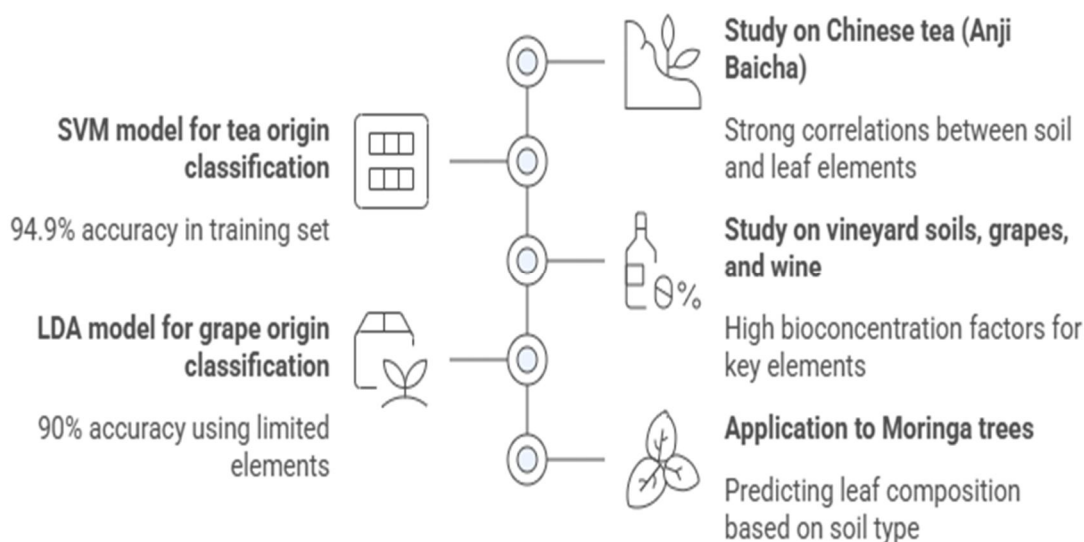 Study on Chinese tea (Anji
Baicha)
Strong correlations between soil
and leaf elements
SVM model for tea origin
classification
94.9% accuracy in training set
Study on vineyard soils, grapes,
and wine
High bioconcentration factors for
key elements
LDA model for grape origin
classification
90% accuracy using limited
elements
Application to Moringa trees
Predicting leaf composition
based on soil type